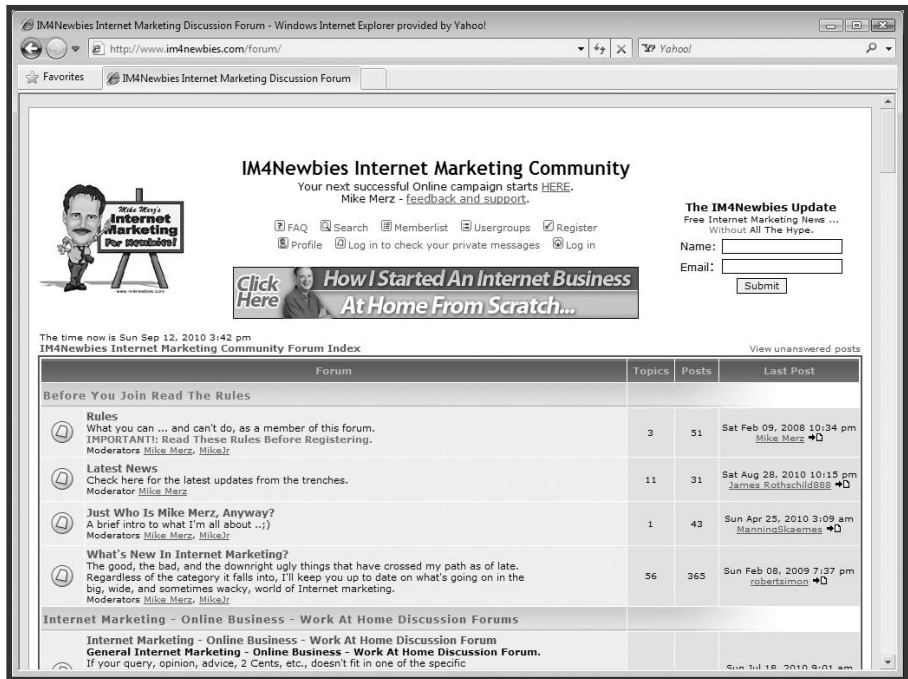 IM4Newbies Internet Marketing Discussion Forum - Windows Internet Explorer provided by Yahoo!
http://www.im4newbies.com/forum/
Yahoo!
Favorites
IM4Newbies Internet Marketing Discussion Forum
IM4Newbies Internet Marketing Community
Your next successful Online campaign starts HERE.
Mike Merz - feedback and support.
Mike Merz's
Internet
Marketing
For Newbies!
www.im4newbies.com
FAQ Search Memberlist Usergroups Register
Profile Log in to check your private messages Log in
Click Here
How I Started An Internet Business
At Home From Scratch...
The IM4Newbies Update
Free Internet Marketing News ...
Without All The Hype.
Name:
Email:
Submit
The time now is Sun Sep 12, 2010 3:42 pm
IM4Newbies Internet Marketing Community Forum Index
View unanswered posts
Forum Topics Posts Last Post
Before You Join Read The Rules
Rules
What you can ... and can't do, as a member of this forum.
IMPORTANT!: Read These Rules Before Registering.
Moderators Mike Merz, MikeJr
3 51
Sat Feb 09, 2008 10:34 pm
Mike Merz
Latest News
Check here for the latest updates from the trenches.
Moderator Mike Merz
11 31
Sat Aug 28, 2010 10:15 pm
James Rothschild888
Just Who Is Mike Merz, Anyway?
A brief intro to what I'm all about ..;)
Moderators Mike Merz, MikeJr
1 43
Sun Apr 25, 2010 3:09 am
ManningSkaemes
What's New In Internet Marketing?
The good, the bad, and the downright ugly things that have crossed my path as of late.
Regardless of the category it falls into, I'll keep you up to date on what's going on in the
big, wide, and sometimes wacky, world of Internet marketing.
Moderators Mike Merz, MikeJr
56 365
Sun Feb 08, 2009 7:37 pm
robertsimon
Internet Marketing - Online Business - Work At Home Discussion Forums
Internet Marketing - Online Business - Work At Home Discussion Forum
General Internet Marketing - Online Business - Work At Home Discussion Forum.
If your query, opinion, advice, 2 Cents, etc., doesn't fit in one of the specific
Sun Jul 18, 2010 9:01 am